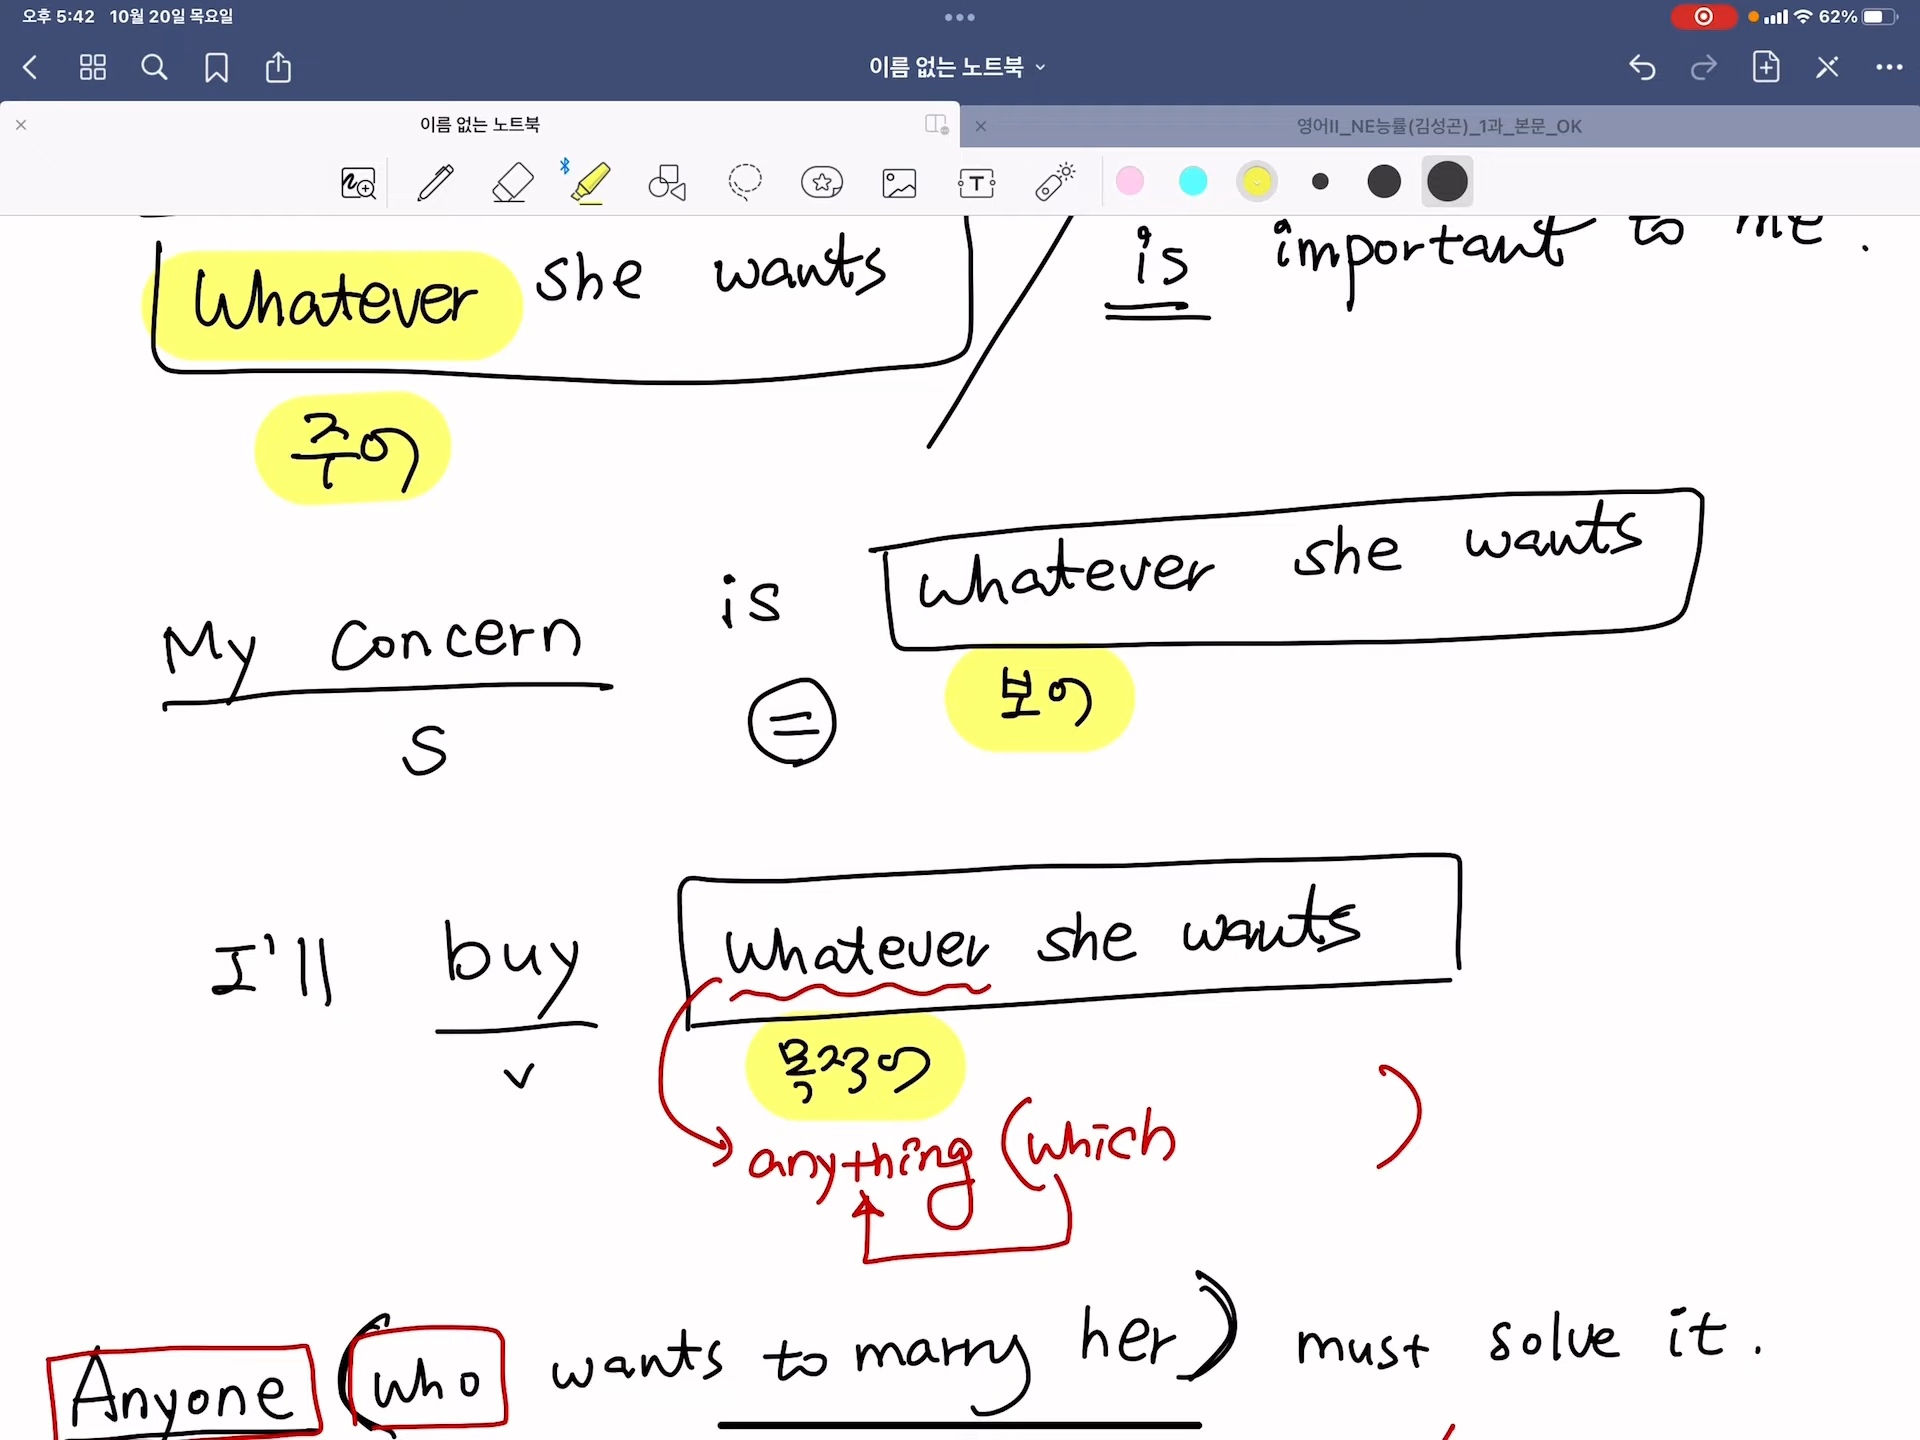 오후 5:42 10월 20일 목요일
62%
이름 없는 노트북
이름 없는 노트북
영어II_NE능률(김성곤)_1과_본문_OK
Whatever she wants is important to me.
주어
My concern is whatever she wants
S = 보어
I'll buy whatever she wants
v 목적어
anything (which )
Anyone (who wants to marry her) must solve it.